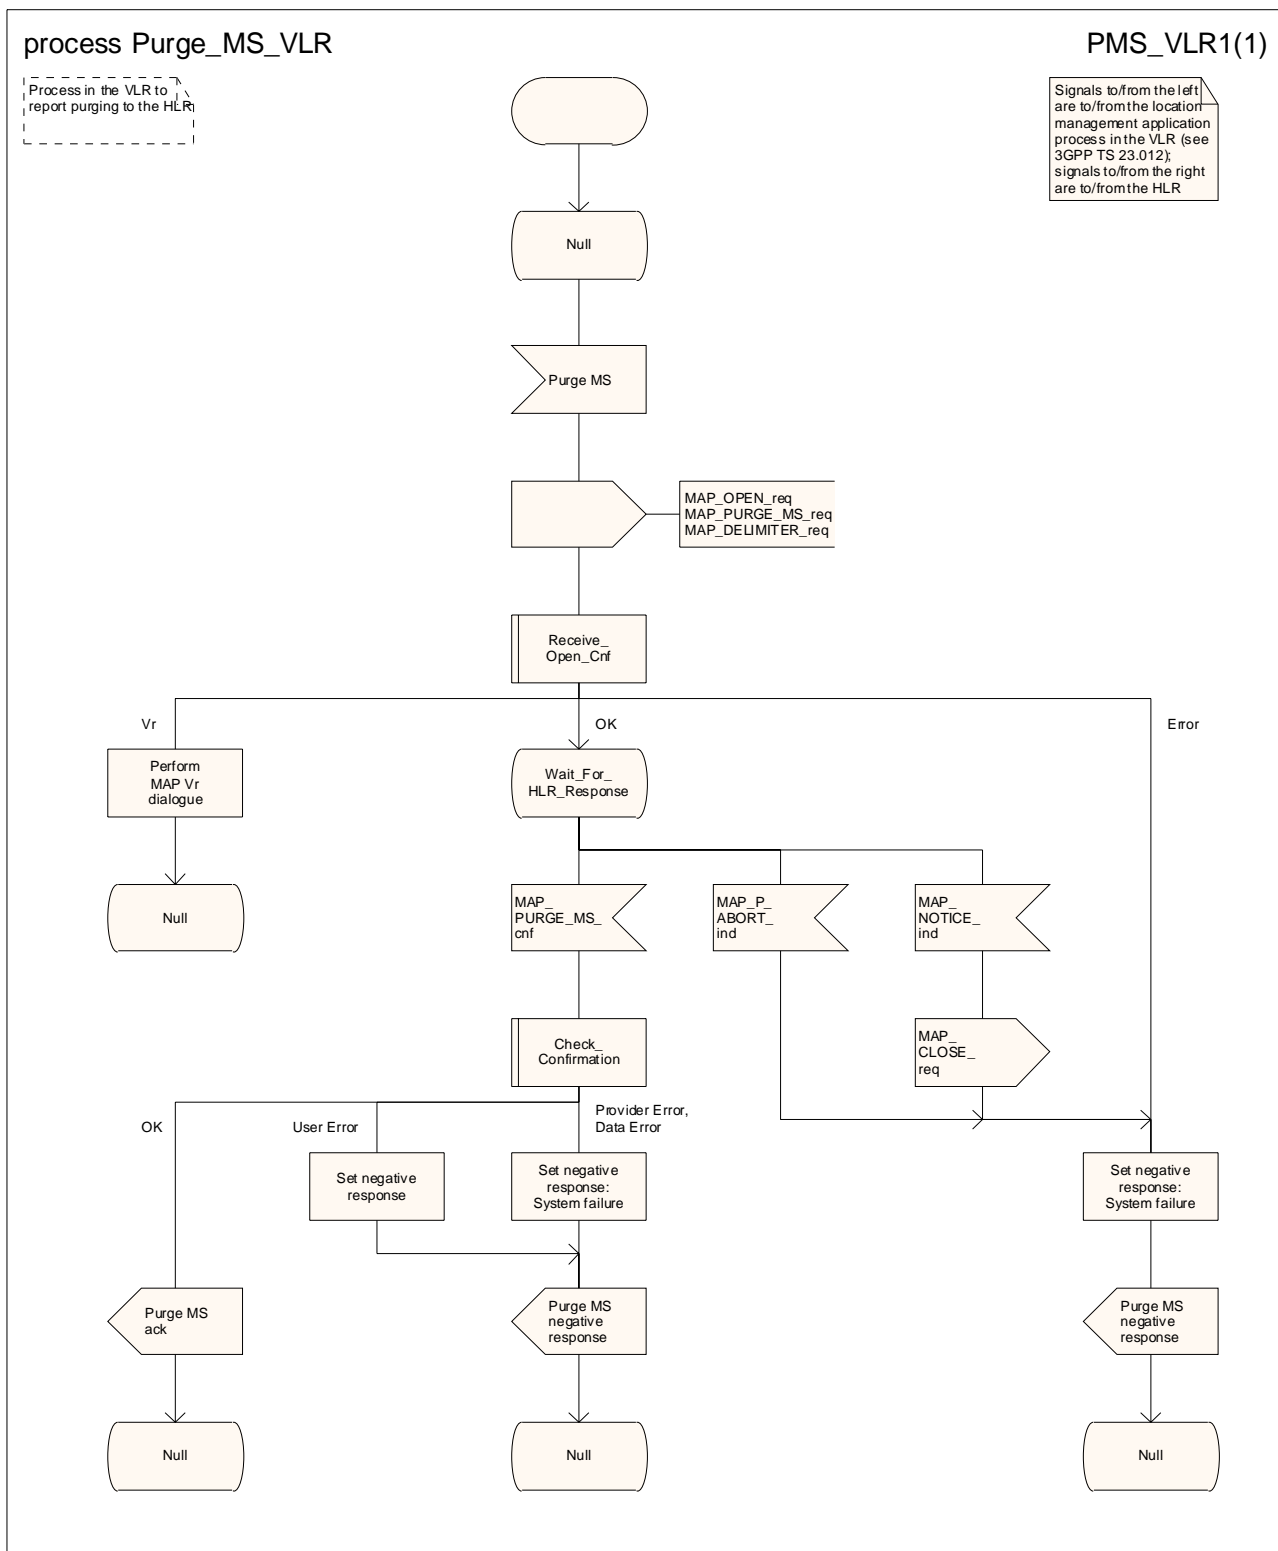 process Purge_MS_VLR
PMS_VLR1(1)
Process in the VLR to
report purging to the HLR
Signals to/from the left
are to/from the location
management application
process in the VLR (see
3GPP TS 23.012);
signals to/from the right
are to/from the HLR
Null
Purge MS
MAP_OPEN_req
MAP_PURGE_MS_req
MAP_DELIMITER_req
Receive_
Open_Cnf
Vr
OK
Error
Perform
MAP Vr
dialogue
Wait_For_
HLR_Response
Null
MAP_
PURGE_MS_
cnf
MAP_P_
ABORT_
ind
MAP_
NOTICE_
ind
Check_
Confirmation
MAP_
CLOSE_
req
OK
User Error
Provider Error,
Data Error
Set negative
response
Set negative
response:
System failure
Set negative
response:
System failure
Purge MS
ack
Purge MS
negative
response
Purge MS
negative
response
Null
Null
Null